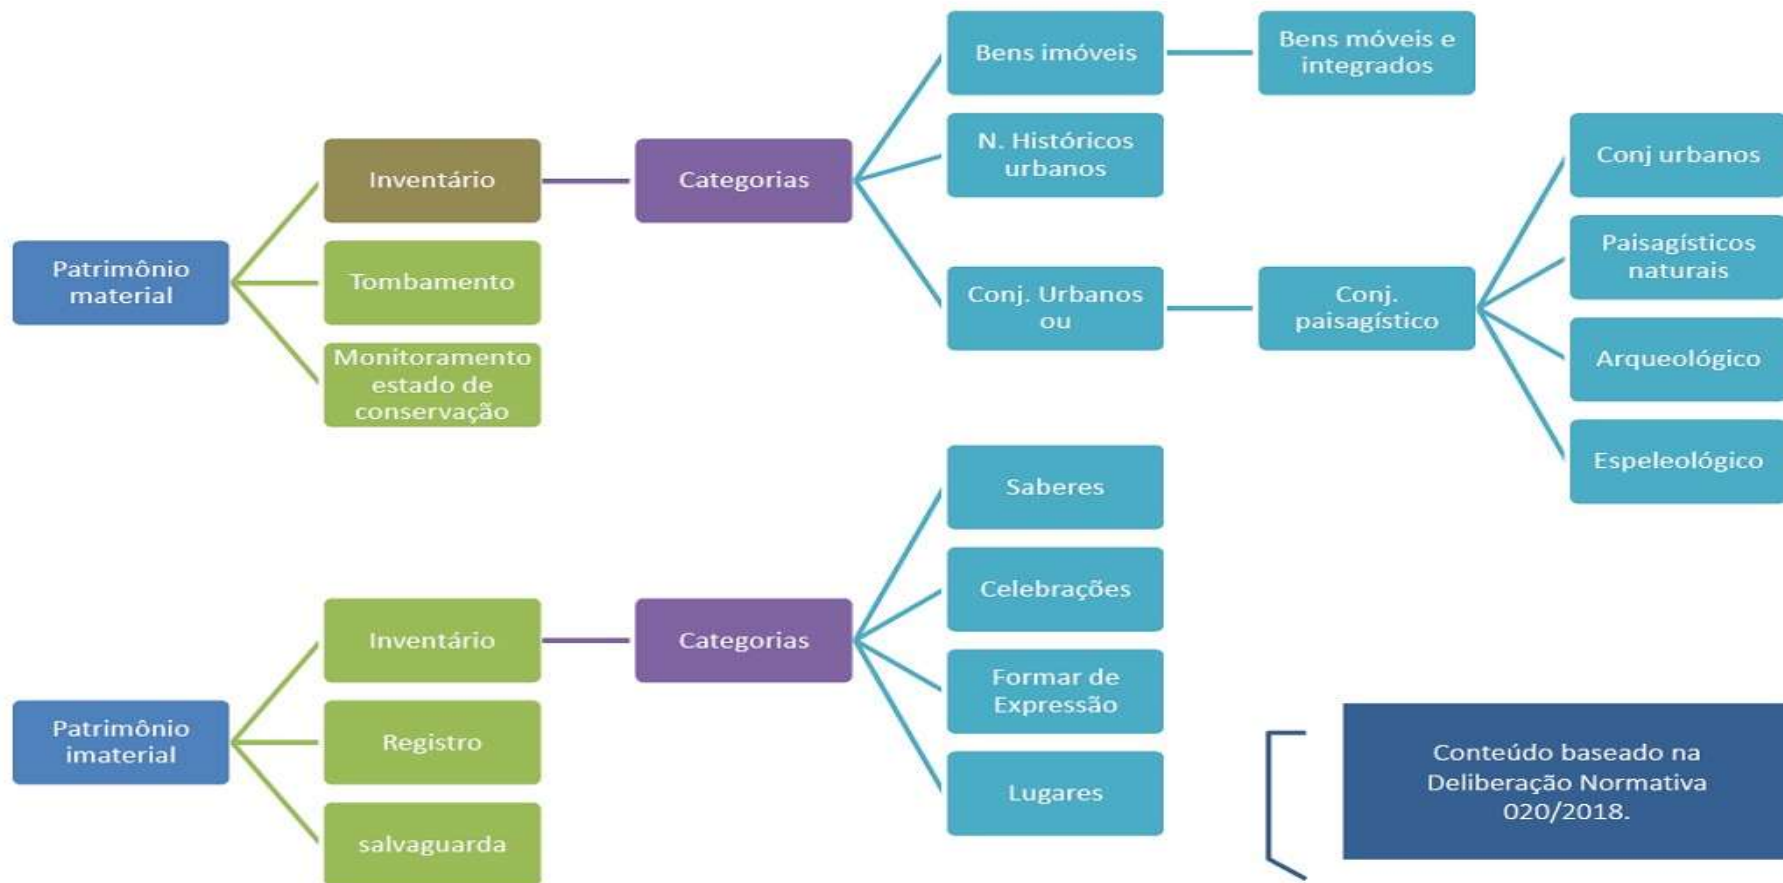 Patrimônio
material
Inventário
Tombamento
Monitoramento
estado de
conservação
Categorias
Bens imóveis
Bens móveis e
integrados
N. Históricos
urbanos
Conj. Urbanos
ou
Conj.
paisagístico
Conj urbanos
Paisagísticos
naturais
Arqueológico
Espeleológico
Patrimônio
imaterial
Inventário
Registro
salvaguarda
Categorias
Saberes
Celebrações
Formar de
Expressão
Lugares
Conteúdo baseado na
Deliberação Normativa
020/2018.